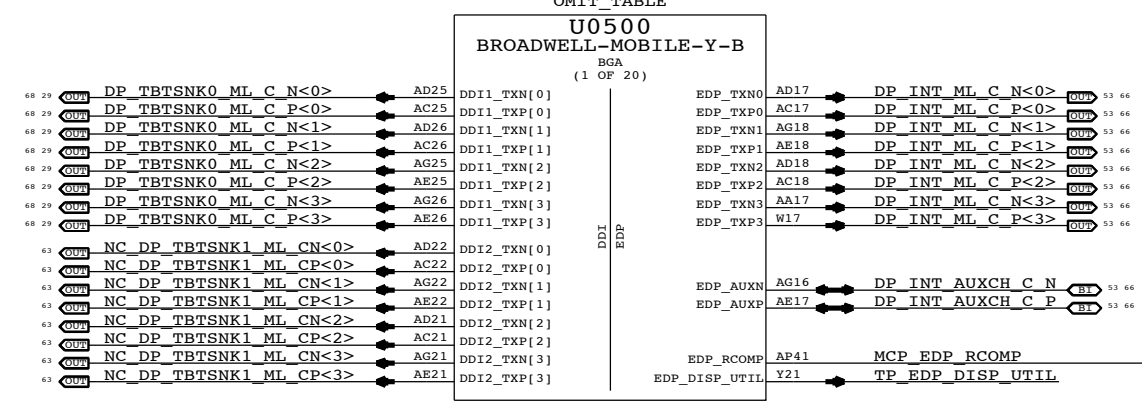 OMIT_TABLE
U0500
BROADWELL-MOBILE-Y-B
BGA
(1 OF 20)
68 29 OUT DP_TBTSNK0_ML_C_N<0> AD25 DDI1_TXN[0] EDP_TXN0 AD17 DP_INT_ML_C_N<0> OUT 53 66
68 29 OUT DP_TBTSNK0_ML_C_P<0> AC25 DDI1_TXP[0] EDP_TXP0 AC17 DP_INT_ML_C_P<0> OUT 53 66
68 29 OUT DP_TBTSNK0_ML_C_N<1> AD26 DDI1_TXN[1] EDP_TXN1 AG18 DP_INT_ML_C_N<1> OUT 53 66
68 29 OUT DP_TBTSNK0_ML_C_P<1> AC26 DDI1_TXP[1] EDP_TXP1 AE18 DP_INT_ML_C_P<1> OUT 53 66
68 29 OUT DP_TBTSNK0_ML_C_N<2> AG25 DDI1_TXN[2] EDP_TXN2 AD18 DP_INT_ML_C_N<2> OUT 53 66
68 29 OUT DP_TBTSNK0_ML_C_P<2> AE25 DDI1_TXP[2] EDP_TXP2 AC18 DP_INT_ML_C_P<2> OUT 53 66
68 29 OUT DP_TBTSNK0_ML_C_N<3> AG26 DDI1_TXN[3] EDP_TXN3 AA17 DP_INT_ML_C_N<3> OUT 53 66
68 29 OUT DP_TBTSNK0_ML_C_P<3> AE26 DDI1_TXP[3] EDP_TXP3 W17 DP_INT_ML_C_P<3> OUT 53 66
DDI
EDP
63 OUT NC_DP_TBTSNK1_ML_CN<0> AD22 DDI2_TXN[0]
63 OUT NC_DP_TBTSNK1_ML_CP<0> AC22 DDI2_TXP[0]
63 OUT NC_DP_TBTSNK1_ML_CN<1> AG22 DDI2_TXN[1] EDP_AUXN AG16 DP_INT_AUXCH_C_N BI 53 66
63 OUT NC_DP_TBTSNK1_ML_CP<1> AE22 DDI2_TXP[1] EDP_AUXP AE17 DP_INT_AUXCH_C_P BI 53 66
63 OUT NC_DP_TBTSNK1_ML_CN<2> AD21 DDI2_TXN[2]
63 OUT NC_DP_TBTSNK1_ML_CP<2> AC21 DDI2_TXP[2]
63 OUT NC_DP_TBTSNK1_ML_CN<3> AG21 DDI2_TXN[3] EDP_RCOMP AP41 MCP_EDP_RCOMP
63 OUT NC_DP_TBTSNK1_ML_CP<3> AE21 DDI2_TXP[3] EDP_DISP_UTIL Y21 TP_EDP_DISP_UTIL